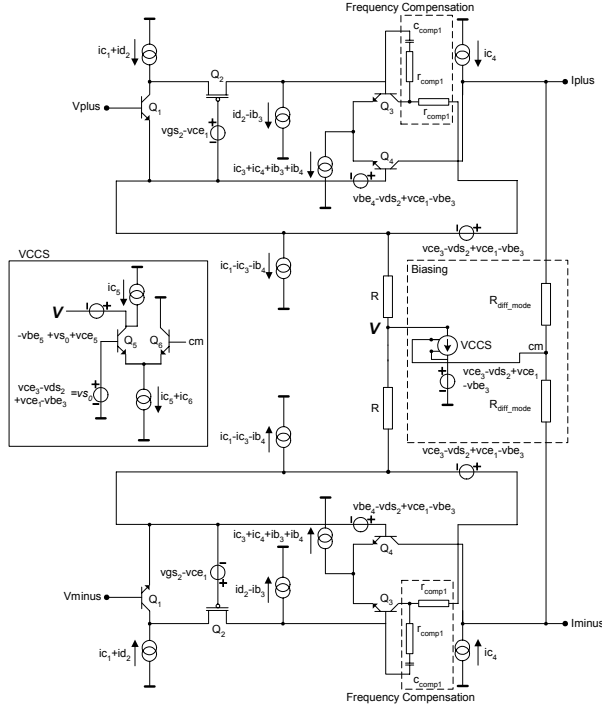 Frequency Compensation
ic1+id2
Q2
ccomp1
ic4
Iplus
rcomp1
Vplus
Q1
vgs2-vce1
id2-ib3
Q3
rcomp1
ic3+ic4+ib3+ib4
Q4
vbe4-vds2+vce1-vbe3
vce3-vds2+vce1-vbe3
VCCS
ic1-ic3-ib4
Biasing
ic5
R
Rdiff_mode
V
V
-vbe5 +vs0+vce5
Q5
Q6
cm
VCCS
cm
vce3-vds2+vce1
-vbe3
vce3-vds2 =vs0
+vce1-vbe3
ic5+ic6
R
Rdiff_mode
ic1-ic3-ib4
vce3-vds2+vce1-vbe3
vbe4-vds2+vce1-vbe3
ic3+ic4+ib3+ib4
Q4
vgs2-vce1
Vminus
Q1
id2-ib3
Q3
rcomp1
Q2
Iminus
rcomp1
ic1+id2
ic4
ccomp1
Frequency Compensation